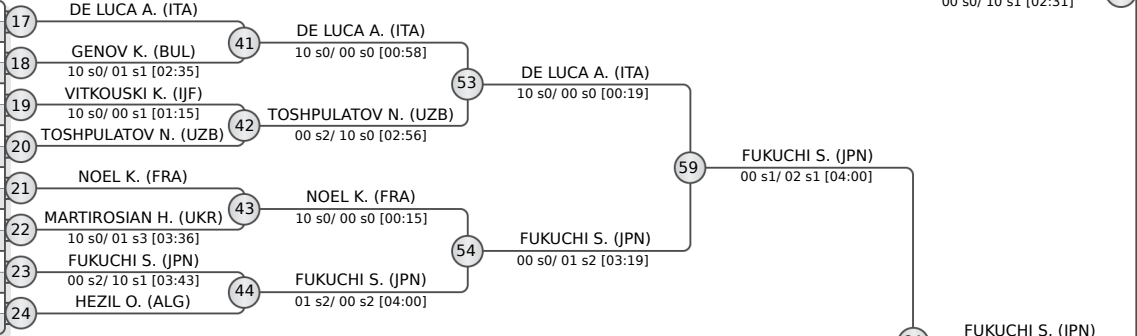 00 s0/ 10 s1 [02:31]
17
DE LUCA A. (ITA)
41
DE LUCA A. (ITA)
10 s0/ 00 s0 [00:58]
18
GENOV K. (BUL)
10 s0/ 01 s1 [02:35]
53
DE LUCA A. (ITA)
10 s0/ 00 s0 [00:19]
19
VITKOUSKI K. (IJF)
10 s0/ 00 s1 [01:15]
42
TOSHPULATOV N. (UZB)
00 s2/ 10 s0 [02:56]
20
TOSHPULATOV N. (UZB)
59
FUKUCHI S. (JPN)
00 s1/ 02 s1 [04:00]
21
NOEL K. (FRA)
43
NOEL K. (FRA)
10 s0/ 00 s0 [00:15]
22
MARTIROSIAN H. (UKR)
10 s0/ 01 s3 [03:36]
54
FUKUCHI S. (JPN)
00 s0/ 01 s2 [03:19]
23
FUKUCHI S. (JPN)
00 s2/ 10 s1 [03:43]
44
FUKUCHI S. (JPN)
01 s2/ 00 s2 [04:00]
24
HEZIL O. (ALG)
FUKUCHI S. (JPN)